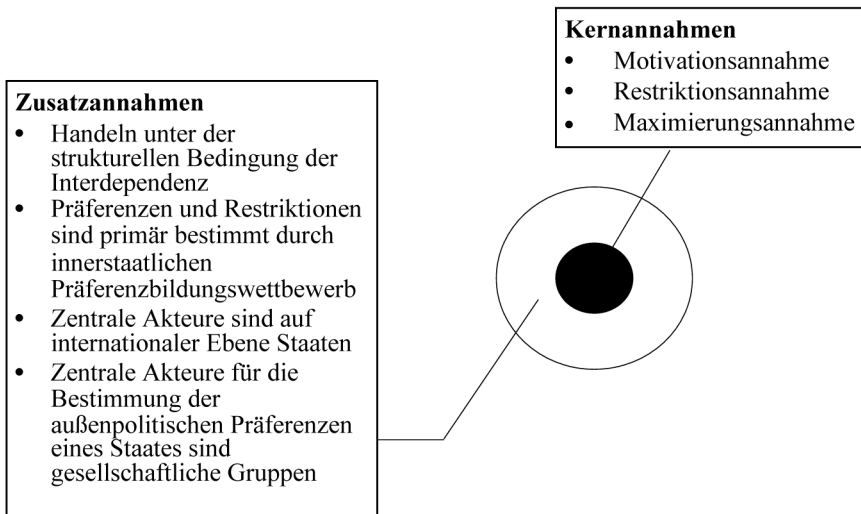 Kernannahmen
• Motivationsannahme
• Restriktionsannahme
• Maximierungsannahme
Zusatzannahmen
• Handeln unter der
strukturellen Bedingung der
Interdependenz
• Präferenzen und Restriktionen
sind primär bestimmt durch
innerstaatlichen
Präferenzbildungswettbewerb
• Zentrale Akteure sind auf
internationaler Ebene Staaten
• Zentrale Akteure für die
Bestimmung der
außenpolitischen Präferenzen
eines Staates sind
gesellschaftliche Gruppen